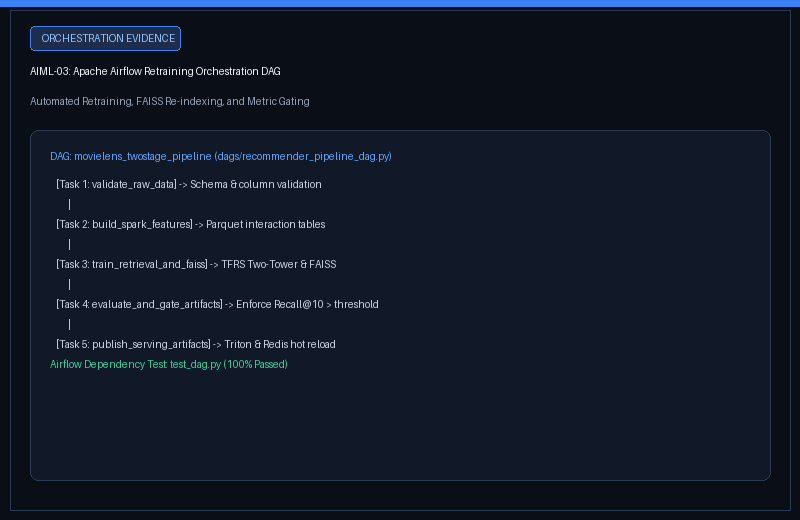 ORCHESTRATION EVIDENCE
AIML-03: Apache Airflow Retraining Orchestration DAG
Automated Retraining, FAISS Re-indexing, and Metric Gating
DAG: movielens_twostage_pipeline (dags/recommender_pipeline_dag.py)
[Task 1: validate_raw_data] -> Schema & column validation
|
[Task 2: build_spark_features] -> Parquet interaction tables
|
[Task 3: train_retrieval_and_faiss] -> TFRS Two-Tower & FAISS
|
[Task 4: evaluate_and_gate_artifacts] -> Enforce Recall@10 > threshold
|
[Task 5: publish_serving_artifacts] -> Triton & Redis hot reload
Airflow Dependency Test: test_dag.py (100% Passed)